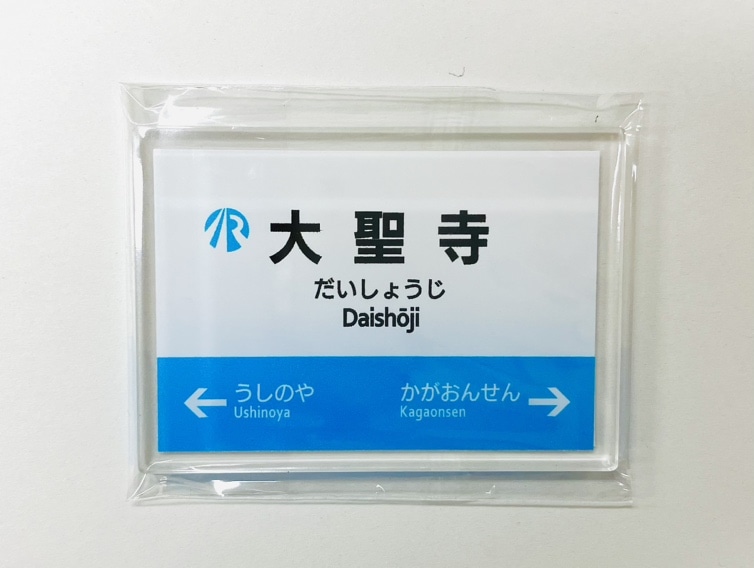 IR 大聖寺
だいしょうじ
Daishōji
← うしのや かがおんせん →
Ushinoya Kagaonsen